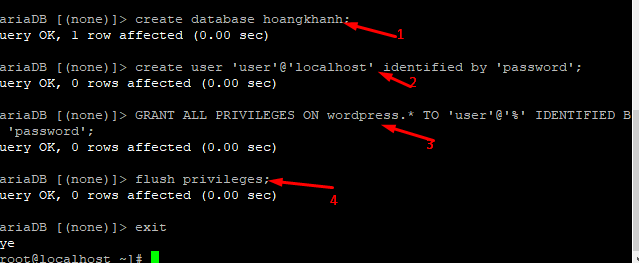 ariaDB [(none)]> create database hoangkhanh;
uery OK, 1 row affected (0.00 sec)
1
ariaDB [(none)]> create user 'user'@'localhost' identified by 'password';
uery OK, 0 rows affected (0.00 sec)
2
ariaDB [(none)]> GRANT ALL PRIVILEGES ON wordpress.* TO 'user'@'%' IDENTIFIED B
'password';
3
uery OK, 0 rows affected (0.00 sec)
ariaDB [(none)]> flush privileges;
uery OK, 0 rows affected (0.00 sec)
4
ariaDB [(none)]> exit
ye
root@localhost ~]#